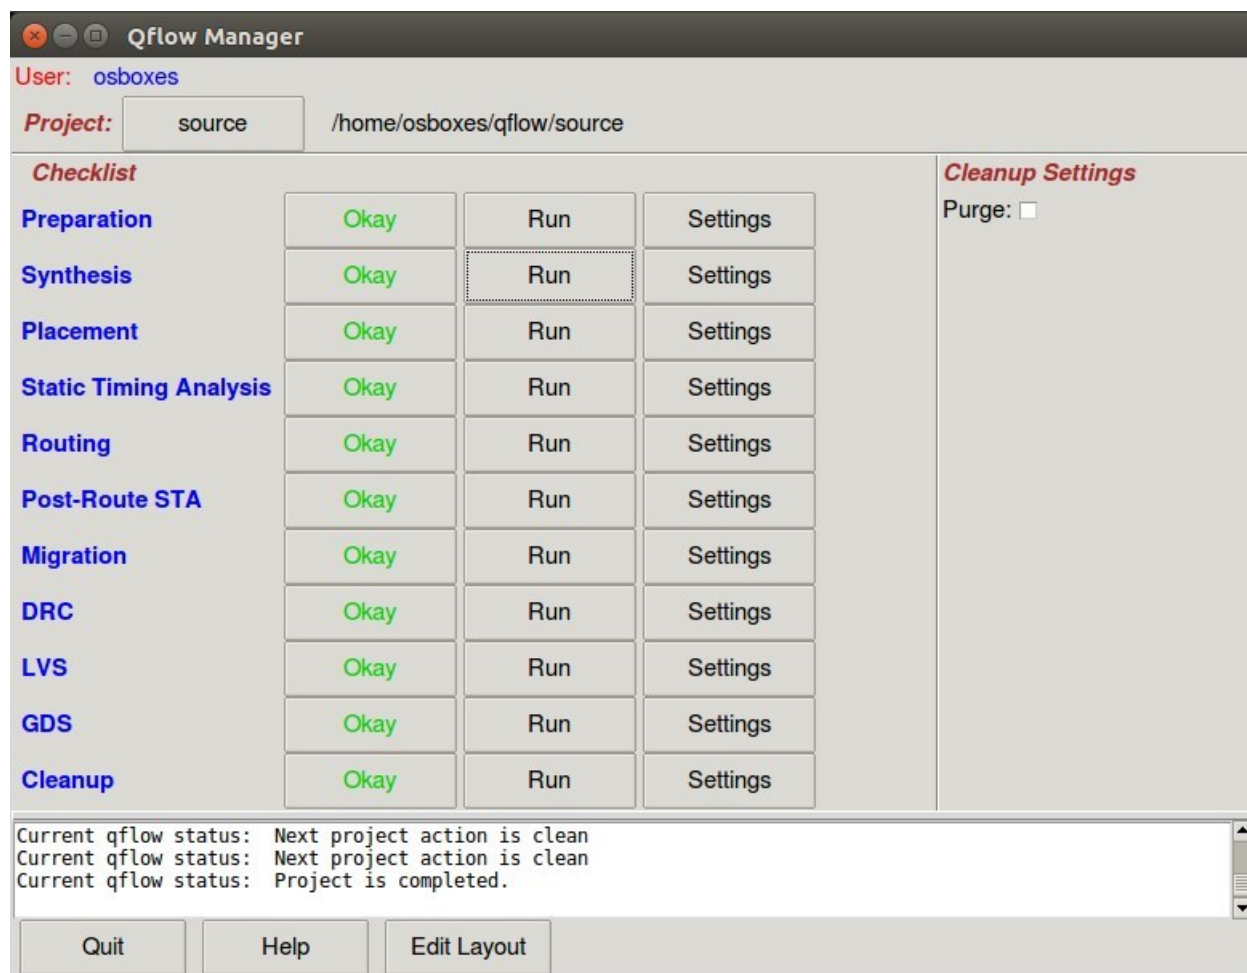 Qflow Manager
User: osboxes
Project: source /home/osboxes/qflow/source
Checklist Cleanup Settings
Preparation Okay Run Settings Purge:
Synthesis Okay Run Settings
Placement Okay Run Settings
Static Timing Analysis Okay Run Settings
Routing Okay Run Settings
Post-Route STA Okay Run Settings
Migration Okay Run Settings
DRC Okay Run Settings
LVS Okay Run Settings
GDS Okay Run Settings
Cleanup Okay Run Settings
Current qflow status:  Next project action is clean
Current qflow status:  Next project action is clean
Current qflow status:  Project is completed.
Quit Help Edit Layout